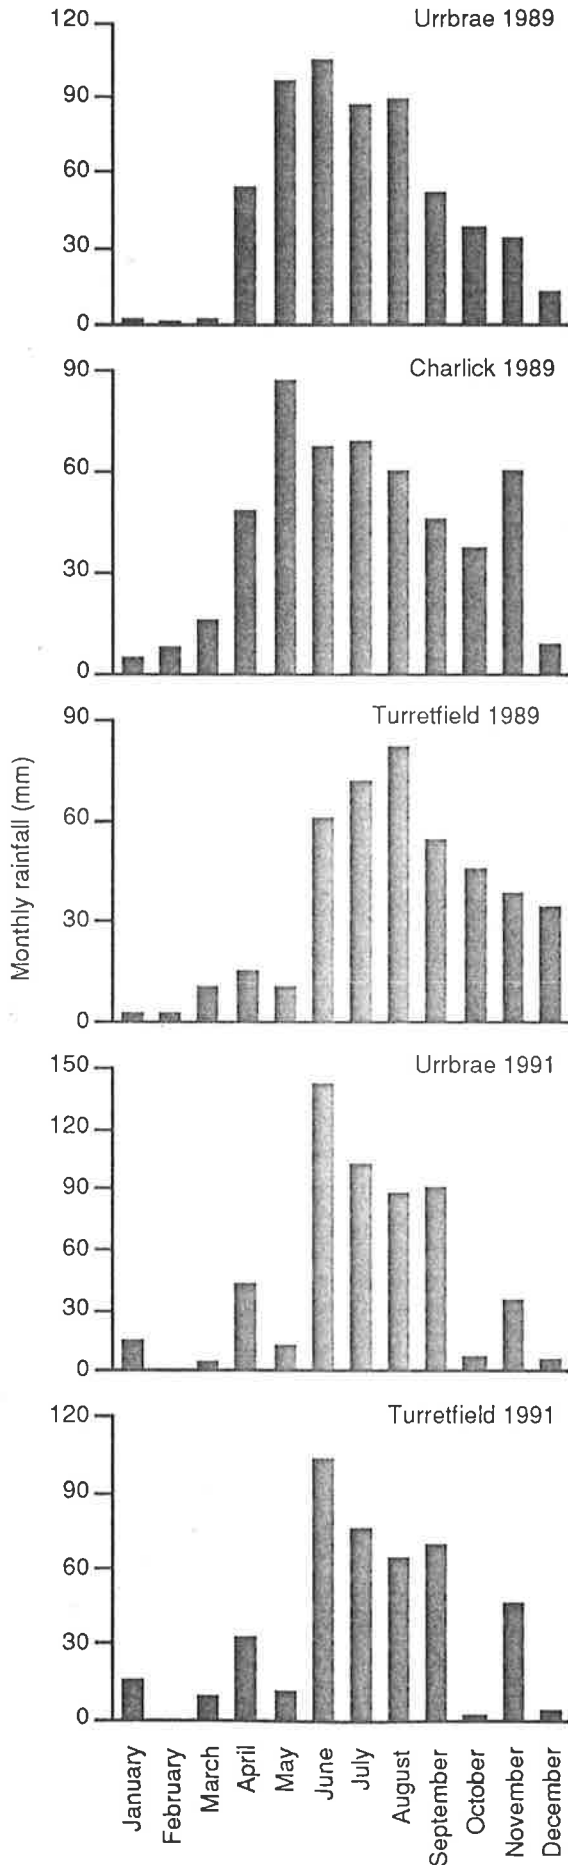 Urrbrae 1989
120
90
60
30
0
Charlick 1989
90
60
30
0
Turretfield 1989
90
60
30
0
Monthly rainfall (mm)
Urrbrae 1991
150
120
90
60
30
0
Turretfield 1991
120
90
60
30
0
January
February
March
April
May
June
July
August
September
October
November
December